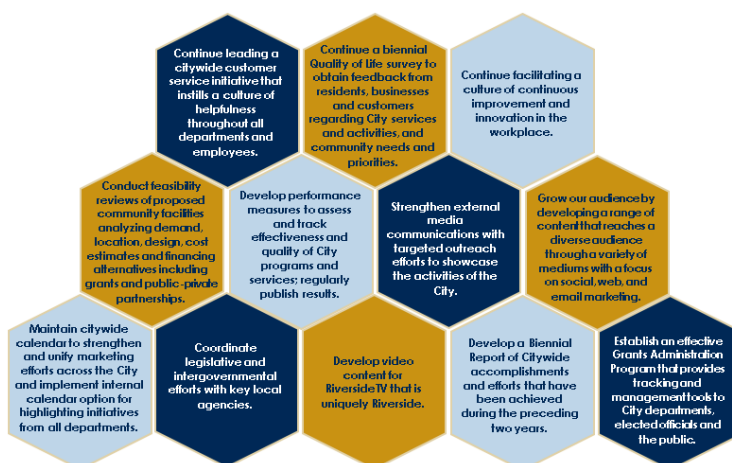 Continue leading a
citywide customer
service initiative that
instills a culture of
helpfulness
throughout all
departments and
employees.
Continue a biennial
Quality of Life survey to
obtain feedback from
residents, businesses
and customers
regarding City services
and activities, and
community needs and
priorities.
Continue facilitating a
culture of continuous
improvement and
innovation in the
workplace.
Conduct feasibility
reviews of proposed
community facilities
analyzing demand,
location, design, cost
estimates and financing
alternatives including
grants and public-private
partnerships.
Develop performance
measures to assess
and track
effectiveness and
quality of City
programs and
services; regularly
publish results.
Strengthen external
media
communications with
targeted outreach
efforts to showcase
the activities of the
City.
Grow our audience by
developing a range of
content that reaches a
diverse audience
through a variety of
mediums with a focus
on social, web, and
email marketing.
Maintain citywide
calendar to strengthen
and unify marketing
efforts across the City
and implement internal
calendar option for
highlighting initiatives
from all departments.
Coordinate
legislative and
intergovernmental
efforts with key local
agencies.
Develop video
content for
RiversideTV that is
uniquely Riverside.
Develop a Biennial
Report of Citywide
accomplishments
and efforts that have
been achieved
during the preceding
two years.
Establish an effective
Grants Administration
Program that provides
tracking and
management tools to
City departments,
elected officials and
the public.